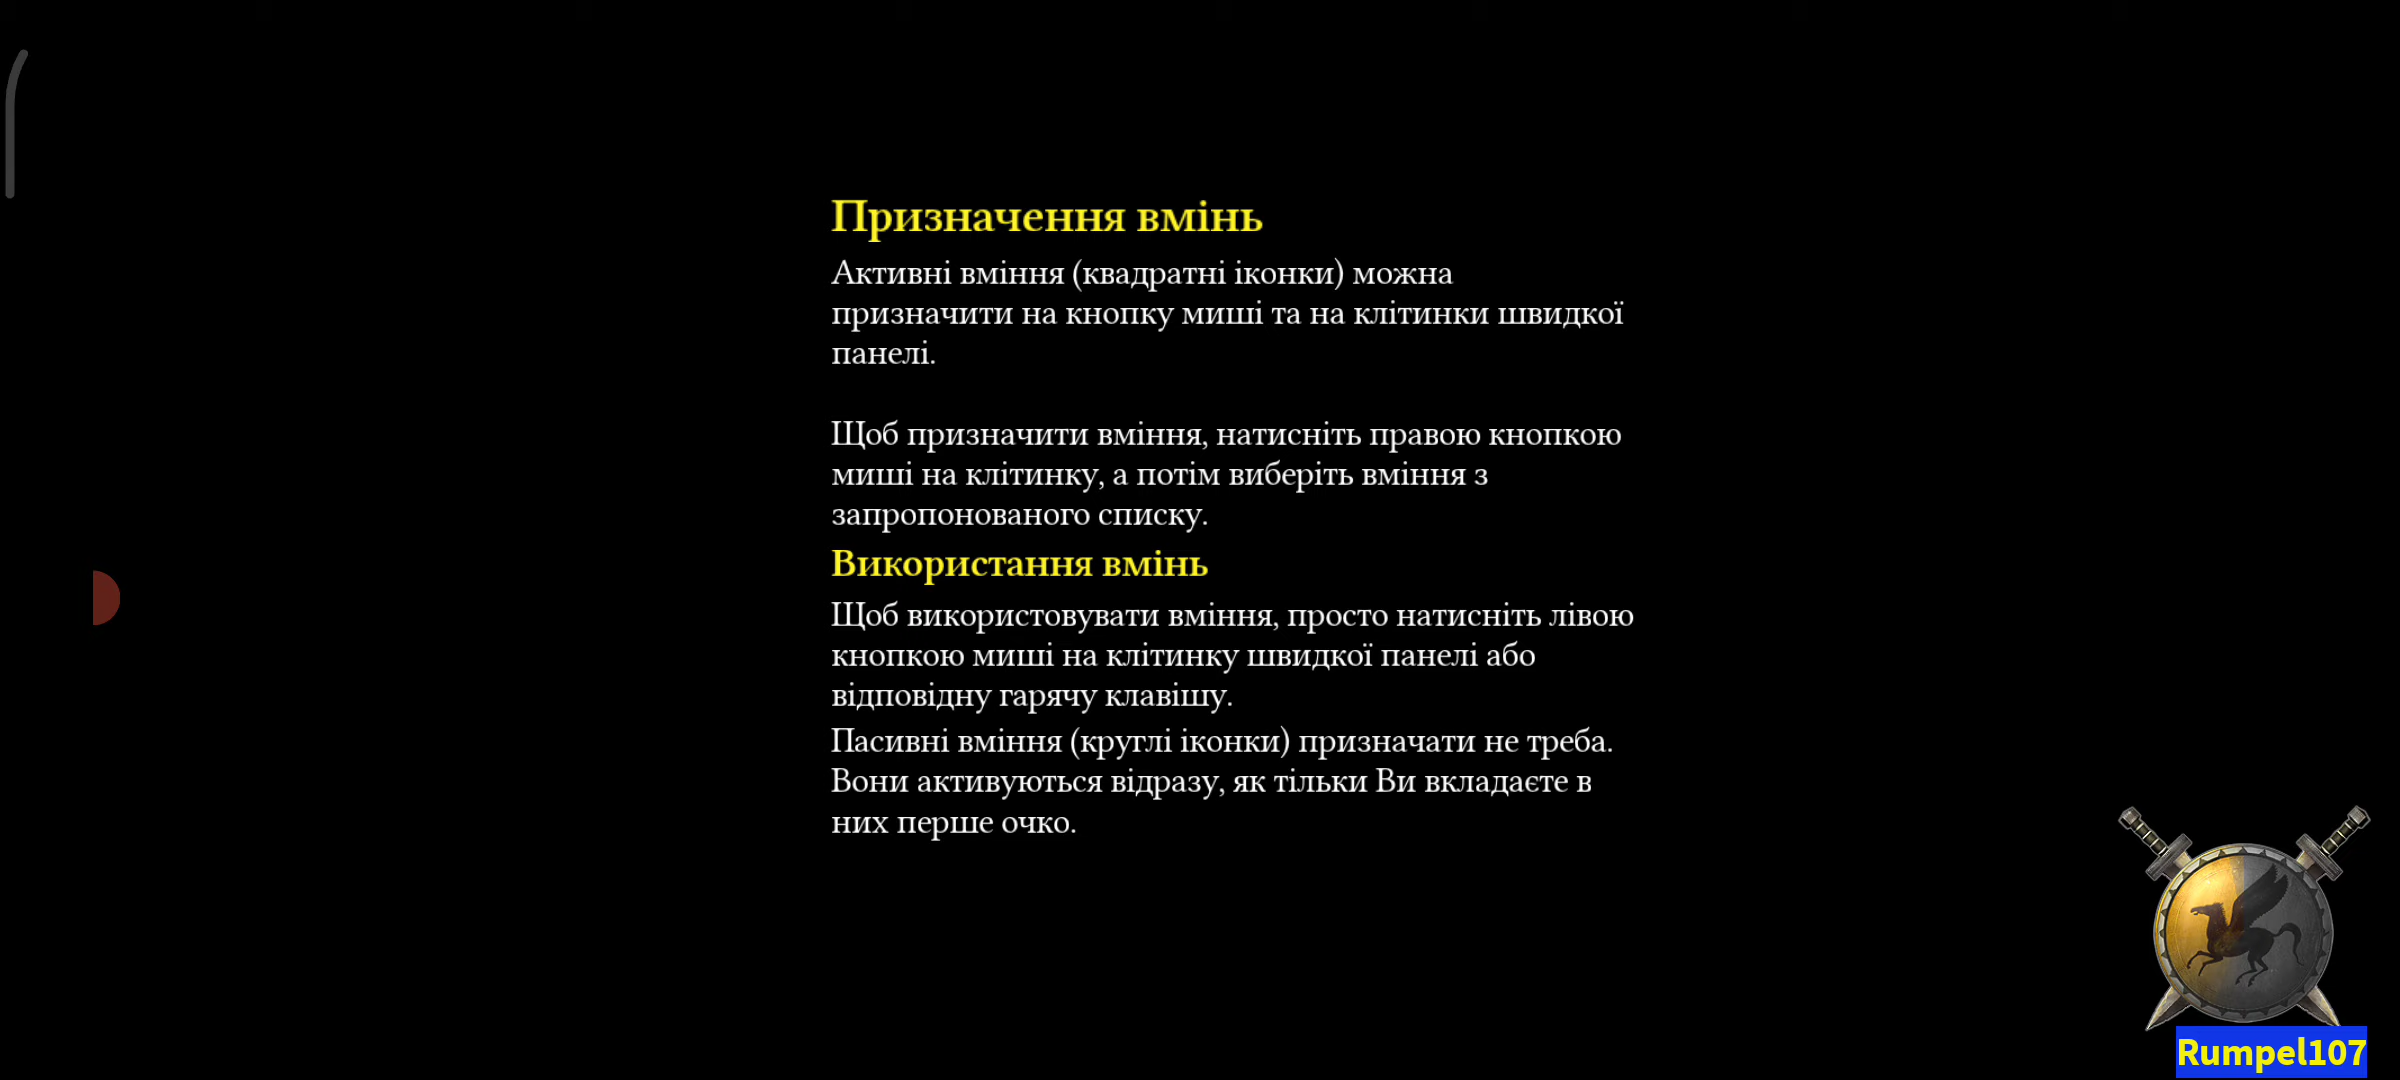 Призначення вмінь
Активні вміння (квадратні іконки) можна
призначити на кнопку миші та на клітинки швидкої
панелі.
Щоб призначити вміння, натисніть правою кнопкою
миші на клітинку, а потім виберіть вміння з
запропонованого списку.
Використання вмінь
Щоб використовувати вміння, просто натисніть лівою
кнопкою миші на клітинку швидкої панелі або
відповідну гарячу клавішу.
Пасивні вміння (круглі іконки) призначати не треба.
Вони активуються відразу, як тільки Ви вкладаєте в
них перше очко.
Rumpel107